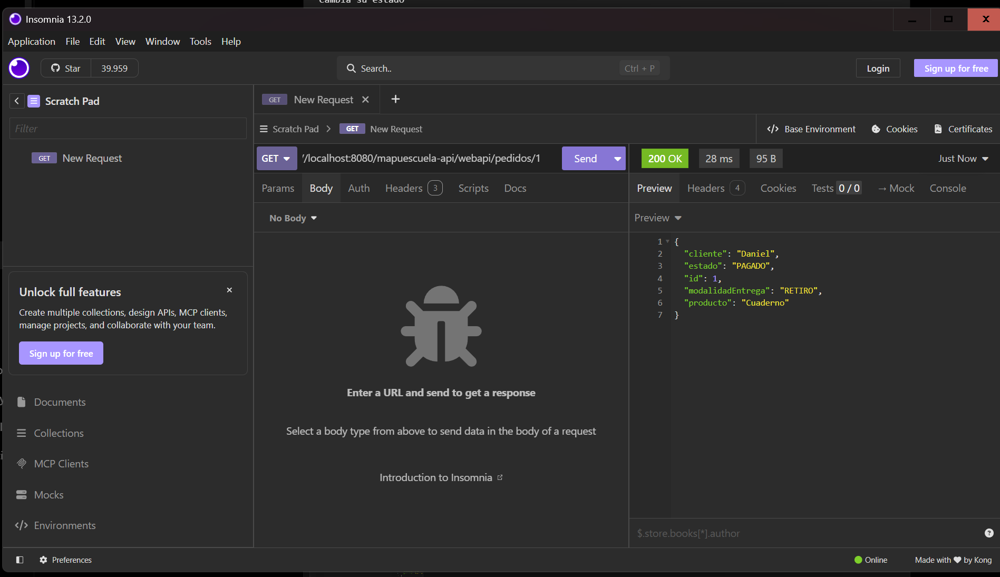 Cambia su estado
Insomnia 13.2.0
Application File Edit View Window Tools Help
Star 39.959
Search..
Ctrl + P
Login
Sign up for free
Scratch Pad
Filter
GET New Request
Unlock full features
Create multiple collections, design APIs, MCP clients,
manage projects, and collaborate with your team.
Sign up for free
Documents
Collections
MCP Clients
Mocks
Environments
GET New Request
Scratch Pad GET New Request
Base Environment Cookies Certificates
GET /localhost:8080/mapuescuela-api/webapi/pedidos/1 Send
Params Body Auth Headers 3 Scripts Docs
No Body
Enter a URL and send to get a response
Select a body type from above to send data in the body of a request
Introduction to Insomnia
200 OK 28 ms 95 B Just Now
Preview Headers 4 Cookies Tests 0 / 0 → Mock Console
Preview
1 {
2 "cliente": "Daniel",
3 "estado": "PAGADO",
4 "id": 1,
5 "modalidadEntrega": "RETIRO",
6 "producto": "Cuaderno"
7 }
$.store.books[*].author
Preferences
Online
Made with ♥ by Kong